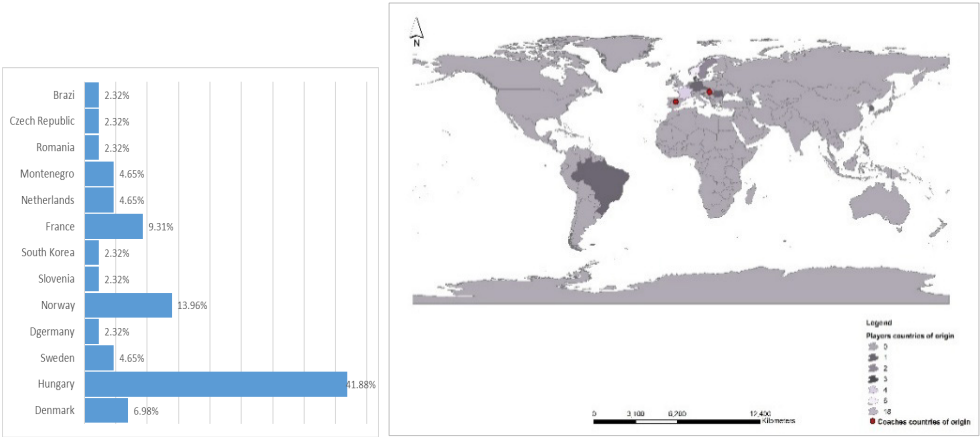 Brazi 2.32%
Czech Republic 2.32%
Romania 2.32%
Montenegro 4.65%
Netherlands 4.65%
France 9.31%
South Korea 2.32%
Slovenia 2.32%
Norway 13.96%
Dgermany 2.32%
Sweden 4.65%
Hungary 41.88%
Denmark 6.98%
N
Legend
Players countries of origin
0
1
2
3
4
5
18
Coaches countries of origin
0 3,100 6,200 12,400
Kilometers